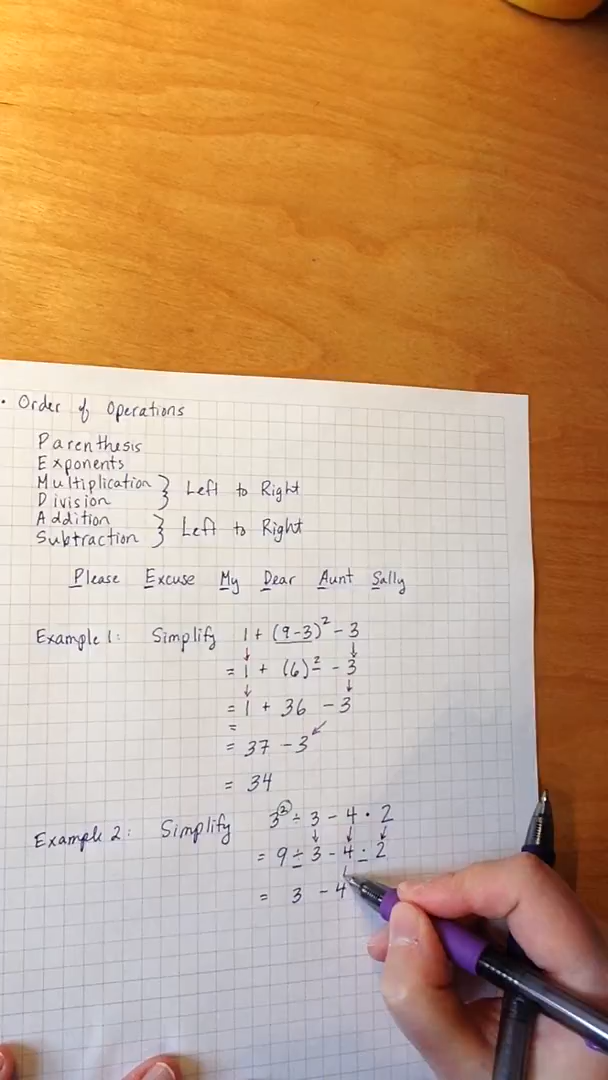 • Order of Operations
Parenthesis
Exponents
Multiplication } Left to Right
Division
Addition } Left to Right
Subtraction
Please Excuse My Dear Aunt Sally
Example 1: Simplify 1 + (9-3)² - 3
= 1 + (6)² - 3
= 1 + 36 - 3
=
= 37 - 3
= 34
Example 2: Simplify 3² ÷ 3 - 4 · 2
= 9 ÷ 3 - 4 · 2
= 3 - 4